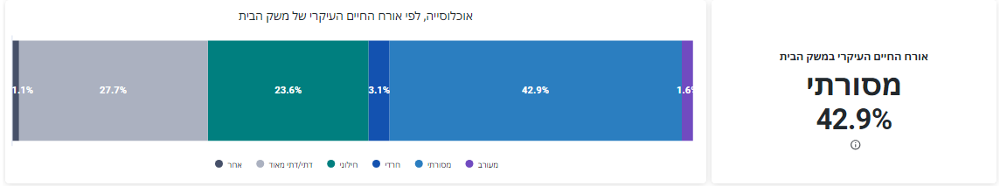 אוכלוסייה, לפי אורח החיים העיקרי של משק הבית
1.1% 27.7% 23.6% 3.1% 42.9% 1.6%
אחר דתי/דתי מאוד חילוני חרדי מסורתי מעורב
אורח החיים העיקרי במשק הבית
מסורתי
42.9%